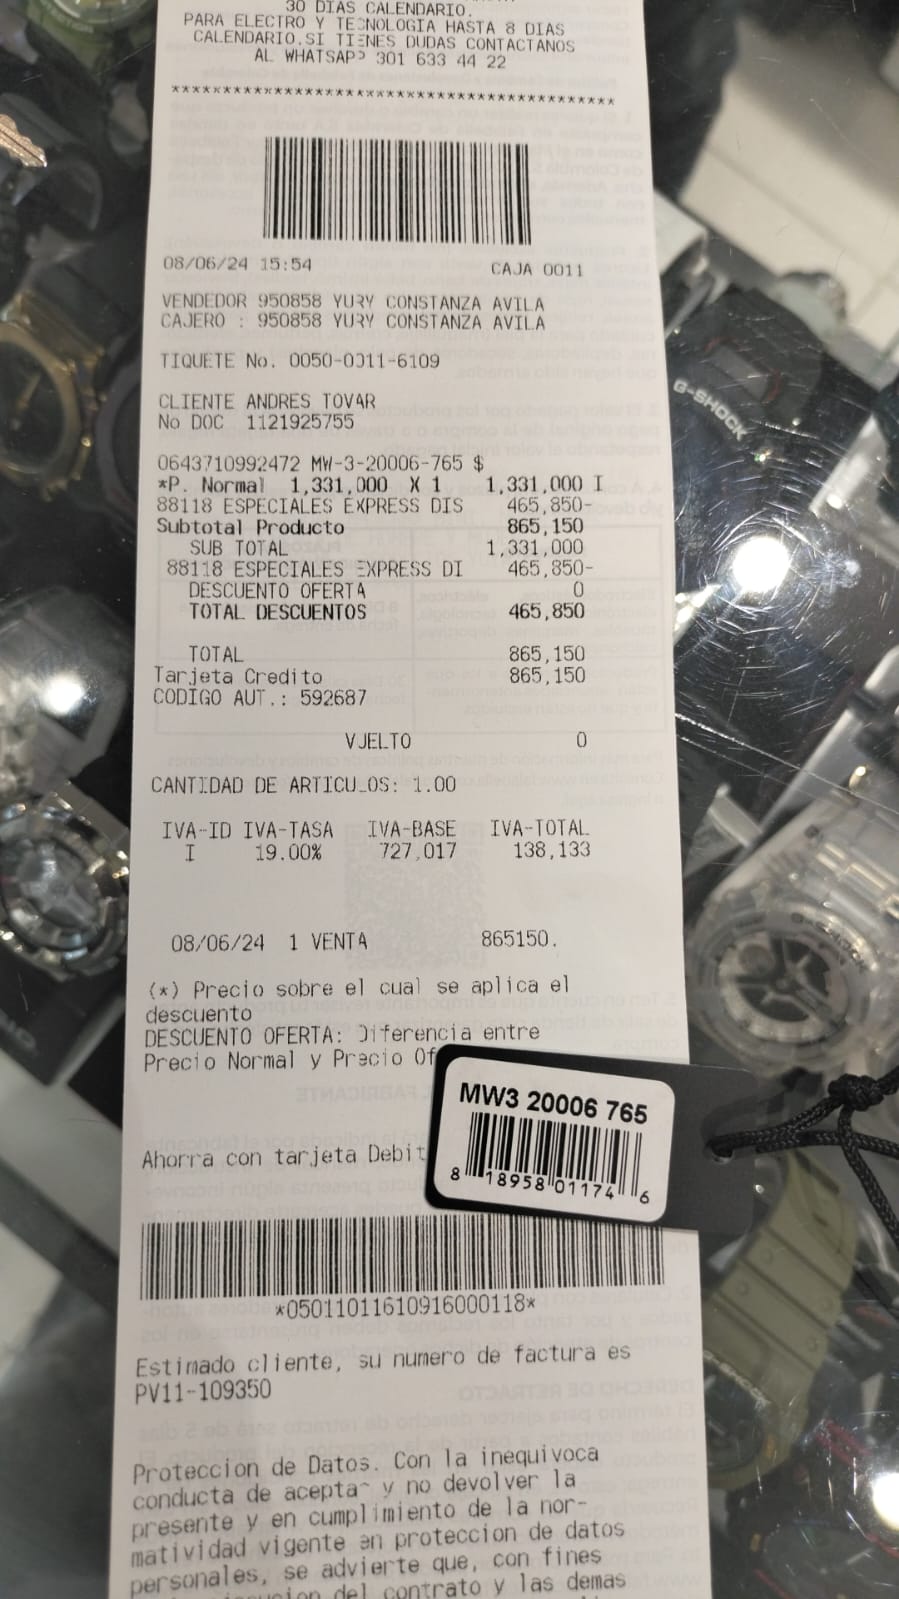 30 DIAS CALENDARIO.
PARA ELECTRO Y TECNOLOGIA HASTA 8 DIAS
CALENDARIO.SI TIENES DUDAS CONTACTANOS
AL WHATSAPP 301 633 44 22
******************************************
08/06/24 15:54 CAJA 0011
VENDEDOR 950858 YURY CONSTANZA AVILA
CAJERO : 950858 YURY CONSTANZA AVILA
TIQUETE No. 0050-0011-6109
CLIENTE ANDRES TOVAR
No DOC 1121925755
0643710992472 MW-3-20006-765 $
*P. Normal 1,331,000 X 1 1,331,000 I
88118 ESPECIALES EXPRESS DIS 465,850-
Subtotal Producto 865,150
SUB TOTAL 1,331,000
88118 ESPECIALES EXPRESS DI 465,850-
DESCUENTO OFERTA 0
TOTAL DESCUENTOS 465,850
TOTAL 865,150
Tarjeta Credito 865,150
CODIGO AUT.: 592687
VUELTO 0
CANTIDAD DE ARTICULOS: 1.00
IVA-ID IVA-TASA IVA-BASE IVA-TOTAL
I 19.00% 727,017 138,133
08/06/24 1 VENTA 865150.
(*) Precio sobre el cual se aplica el
descuento
DESCUENTO OFERTA: Diferencia entre
Precio Normal y Precio Of
MW3 20006 765
8 18958 01174 6
Ahorra con tarjeta Debit
*05011011610916000118*
Estimado cliente, su numero de factura es
PV11-109350
Proteccion de Datos. Con la inequivoca
conducta de aceptar y no devolver la
presente y en cumplimiento de la nor-
matividad vigente en proteccion de datos
personales, se advierte que, con fines
del contrato y las demas
G-SHOCK
G-SHOCK